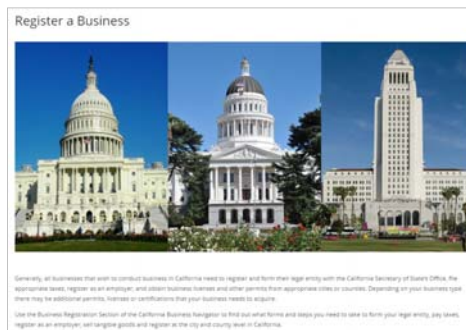 Register a Business
Generally, all businesses that wish to conduct business in California need to register and form their legal entity with the California Secretary of State's Office, the
appropriate taxes, register as an employer, and obtain business licenses and other permits from appropriate cities or counties. Depending on your business type
there may be additional permits, licenses or certifications that your business needs to acquire.
Use the Business Registration Section of the California Business Navigator to find out what forms and steps you need to take to form your legal entity, pay taxes,
register as an employer, sell tangible goods and register at the city and county level in California.